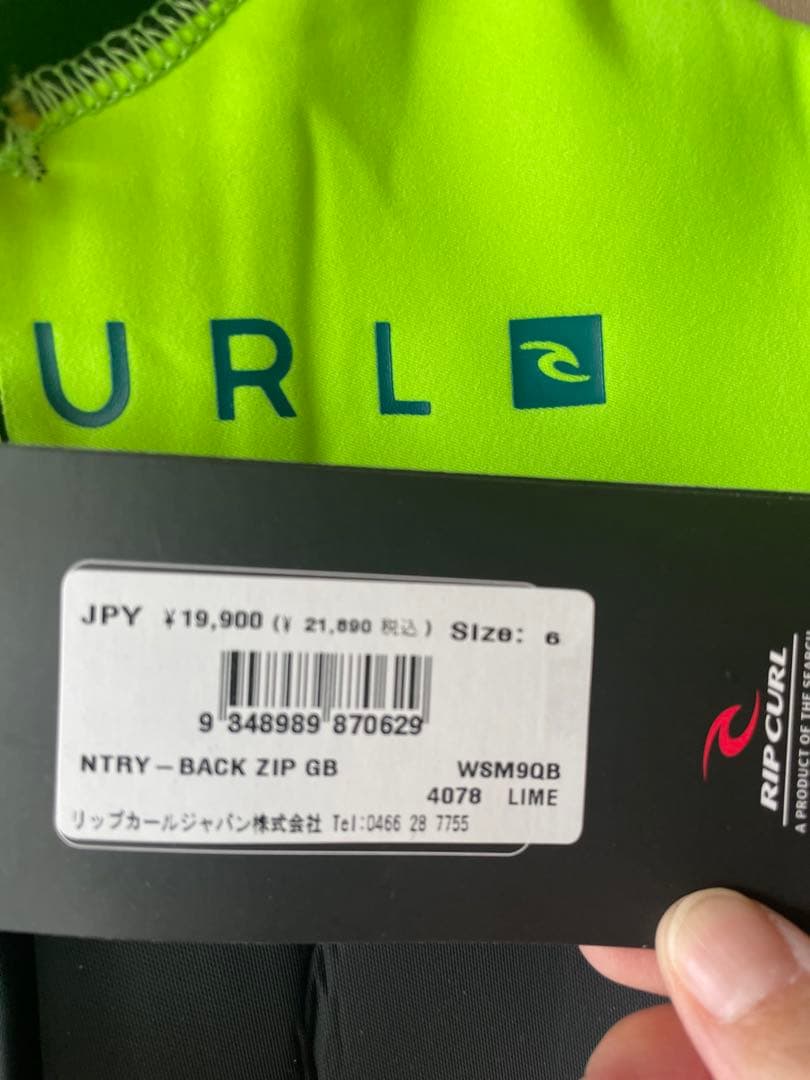 URL
JPY ¥19,900 (¥ 21,890 税込) Size: 6
9 348989 870629
NTRY－BACK ZIP GB WSM9QB
4078 LIME
リップカールジャパン株式会社 Tel:0466 28 7755
RIP CURL
A PRODUCT OF THE SEARCH